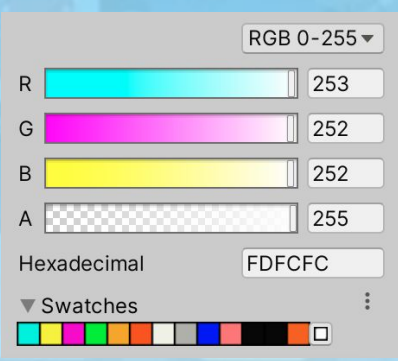 RGB 0-255
R 253
G 252
B 252
A 255
Hexadecimal FDFCFC
Swatches